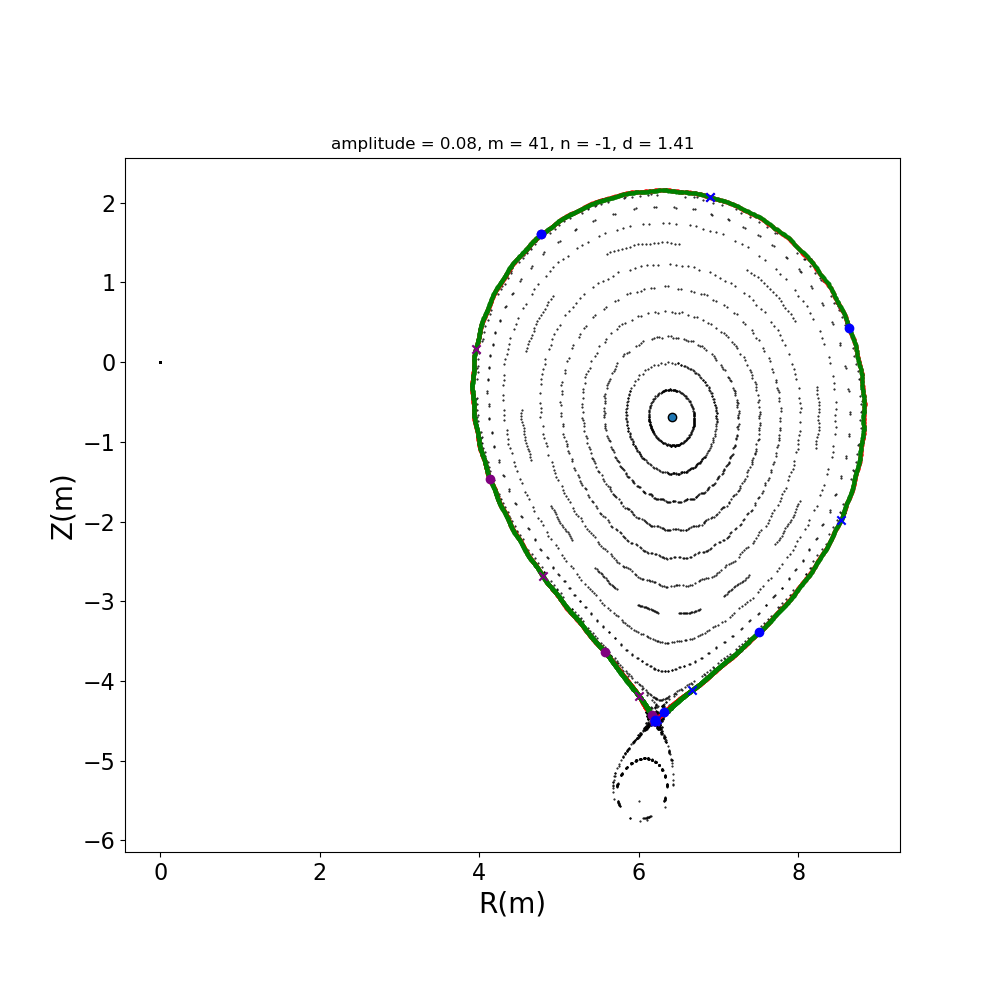 amplitude = 0.08, m = 41, n = -1, d = 1.41
2
1
0
−1
−2
−3
−4
−5
−6
Z(m)
0 2 4 6 8
R(m)